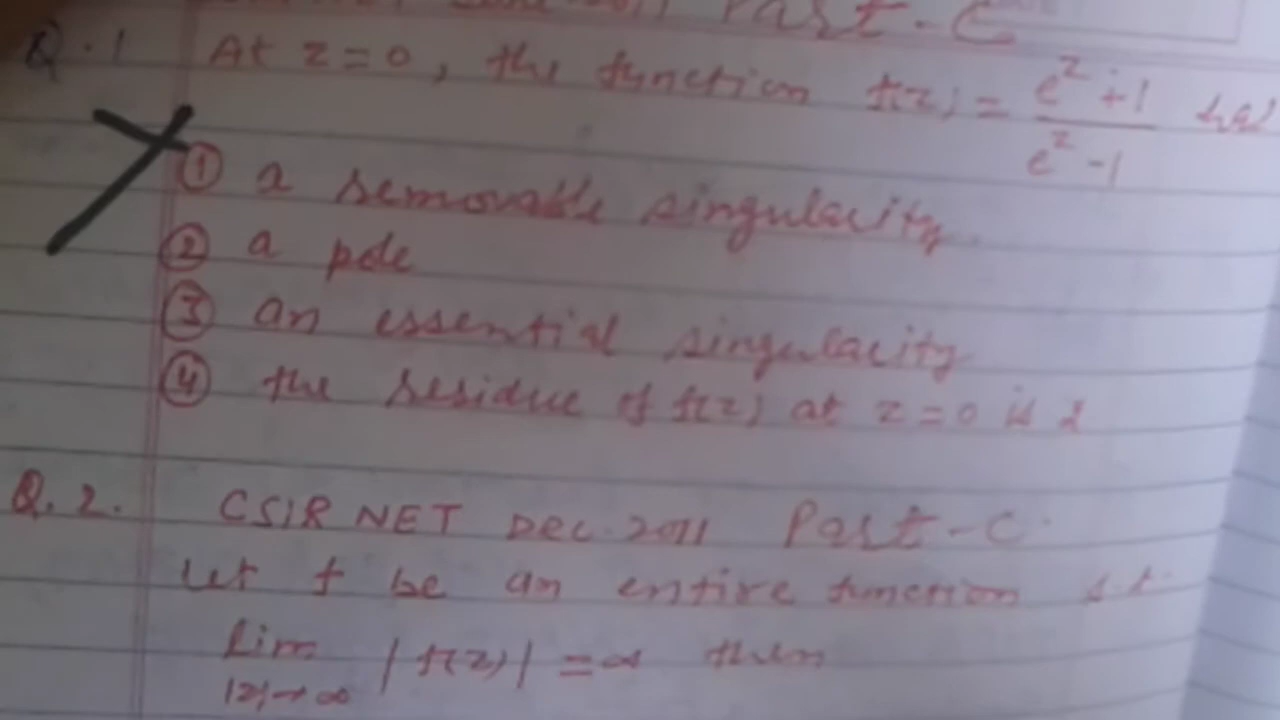 Part - C
Q.1 At z=0, the function f(z) = e^z+1 / e^z-1 has
① a removable singularity.
② a pole
③ an essential singularity
④ the residue of f(z) at z=0 is 2
Q.2. CSIR NET DEC. 2011 Part - C.
Let f be an entire function s.t.
lim |z|→∞ |f(z)| = ∞ then